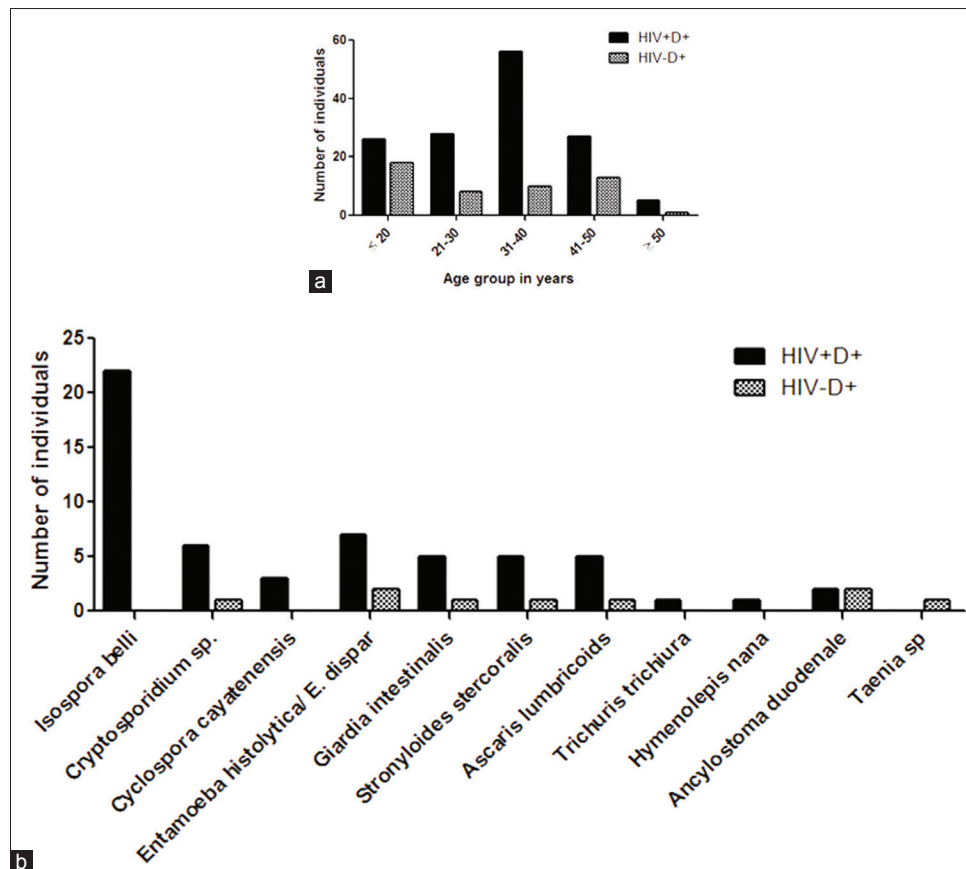 60
40
20
0
Number of individuals
HIV+D+
HIV-D+
≤ 20
21-30
31-40
41-50
≥ 50
Age group in years
a
25
20
15
10
5
0
Number of individuals
HIV+D+
HIV-D+
Isospora belli
Cryptosporidium sp.
Cyclospora cayatenensis
Entamoeba histolytica/ E. dispar
Giardia intestinalis
Stronyloides stercoralis
Ascaris lumbricoids
Trichuris trichiura
Hymenolepis nana
Ancylostoma duodenale
Taenia sp
b